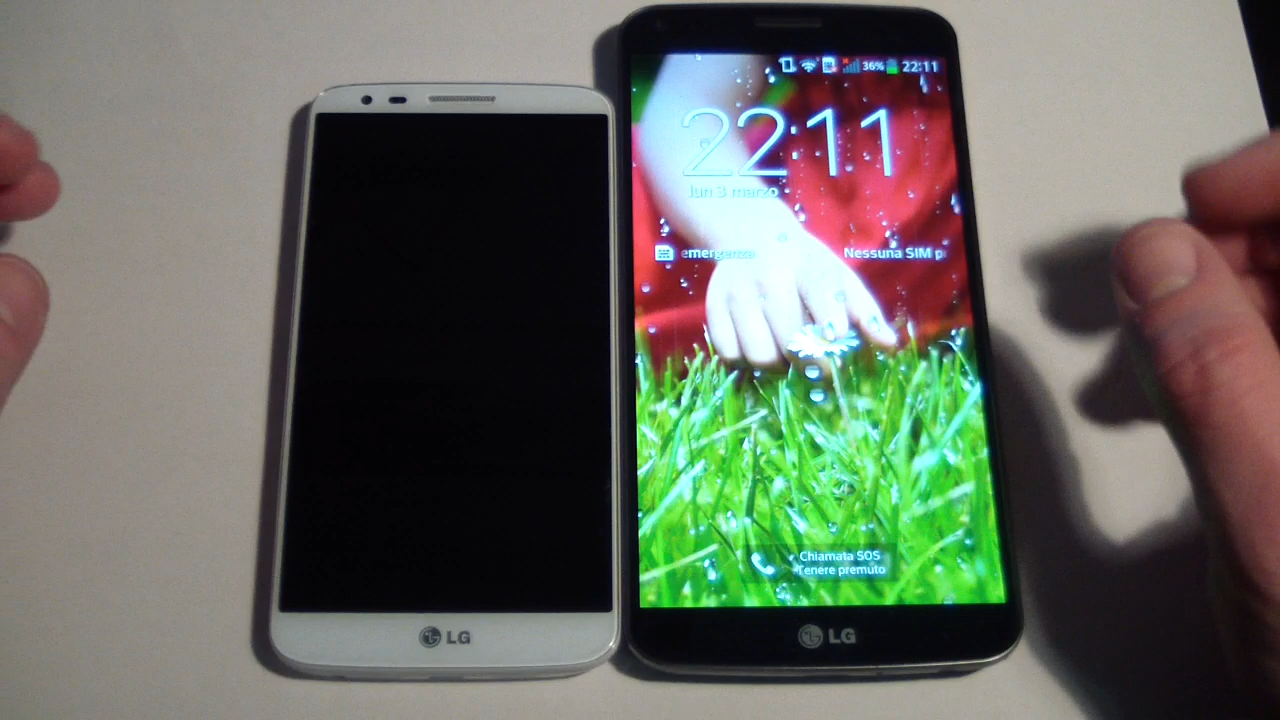 36% 22:11
22:11
lun 3 marzo
emergenza Nessuna SIM p
Chiamata SOS
Tenere premuto
LG LG